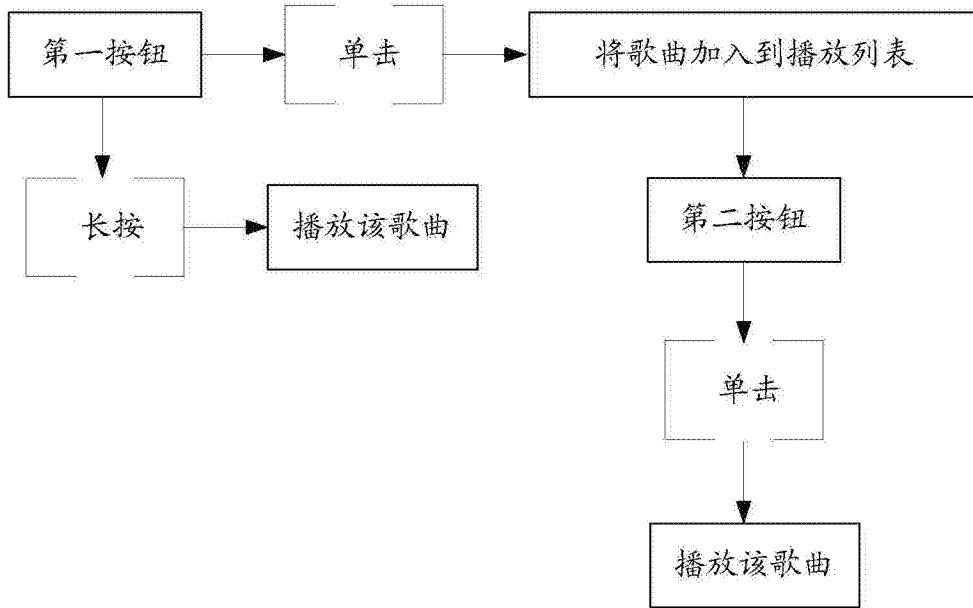 第一按钮
单击
将歌曲加入到播放列表
长按
播放该歌曲
第二按钮
单击
播放该歌曲